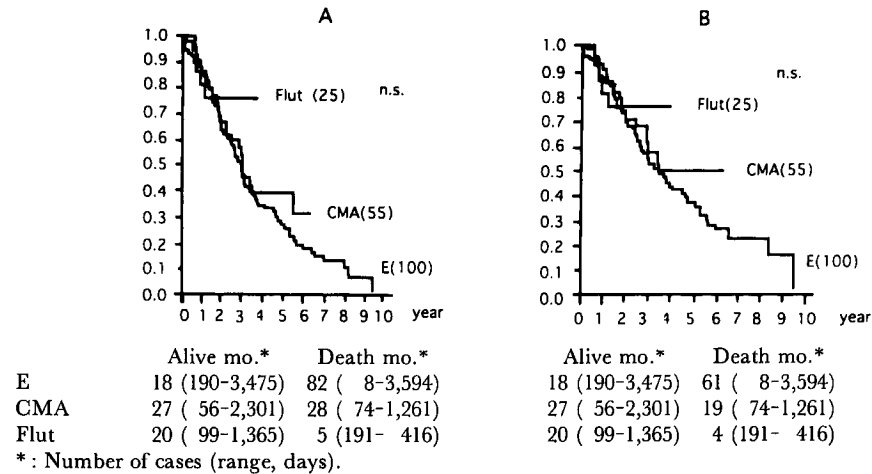 A
B
1.0
0.9
0.8
0.7
0.6
0.5
0.4
0.3
0.2
0.1
0.0
Flut (25)
n.s.
CMA(55)
E(100)
0 1 2 3 4 5 6 7 8 9 10 year
1.0
0.9
0.8
0.7
0.6
0.5
0.4
0.3
0.2
0.1
0.0
n.s.
Flut(25)
CMA(55)
E(100)
0 1 2 3 4 5 6 7 8 9 10 year
Alive mo.* Death mo.* Alive mo.* Death mo.*
E 18 (190-3,475) 82 ( 8-3,594) 18 (190-3,475) 61 ( 8-3,594)
CMA 27 ( 56-2,301) 28 ( 74-1,261) 27 ( 56-2,301) 19 ( 74-1,261)
Flut 20 ( 99-1,365) 5 (191- 416) 20 ( 99-1,365) 4 (191- 416)
* : Number of cases (range, days).